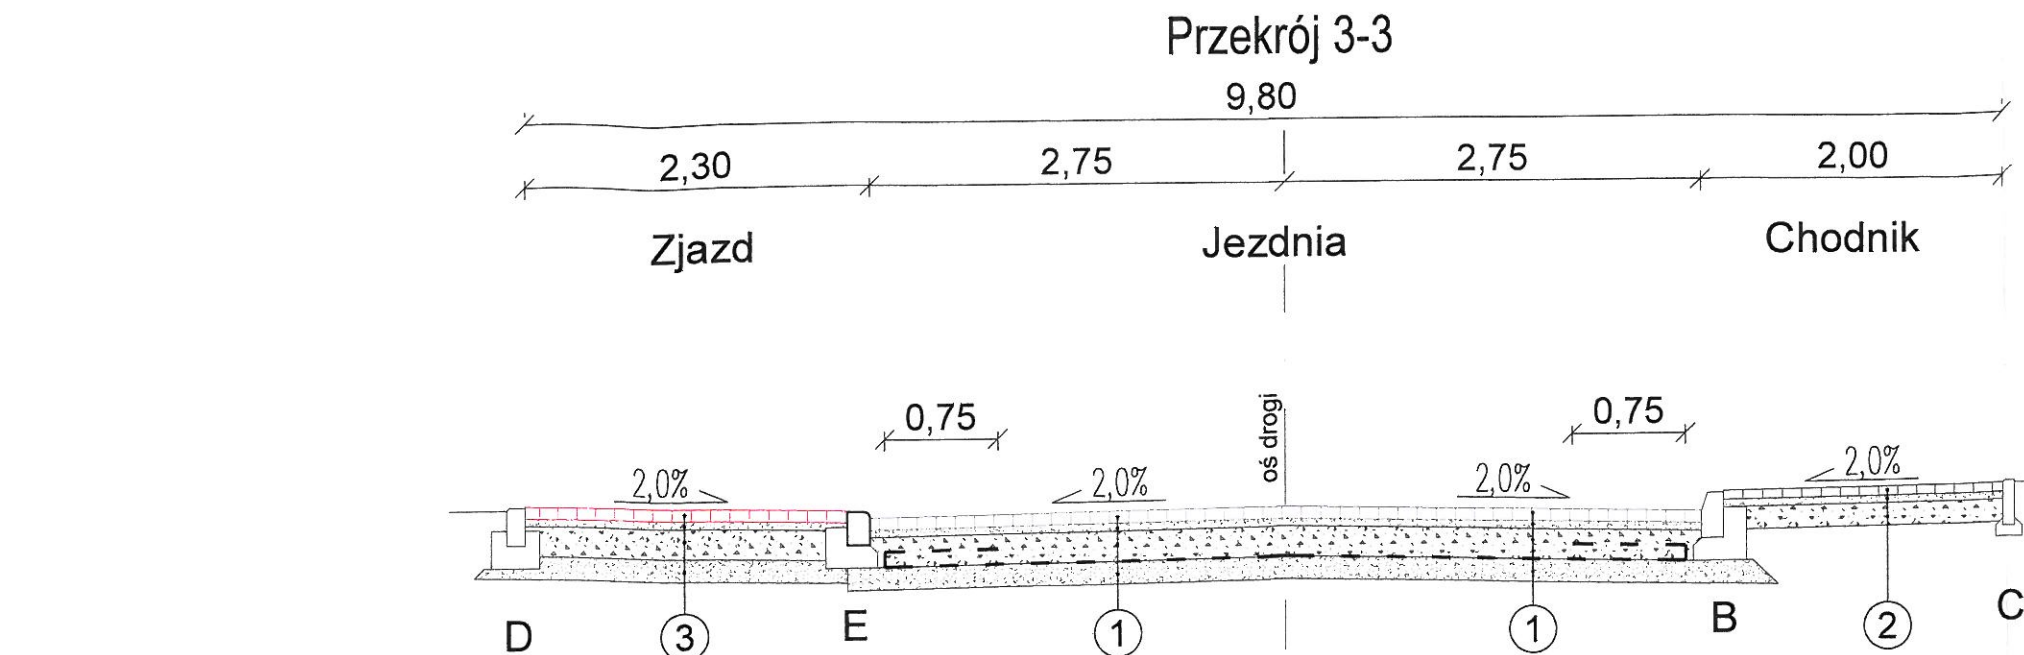 Przekrój 3-3
9,80
2,30 2,75 2,75 2,00
Zjazd Jezdnia Chodnik
0,75 oś drogi 0,75
2,0% 2,0% 2,0% 2,0%
D 3 E 1 1 B 2 C